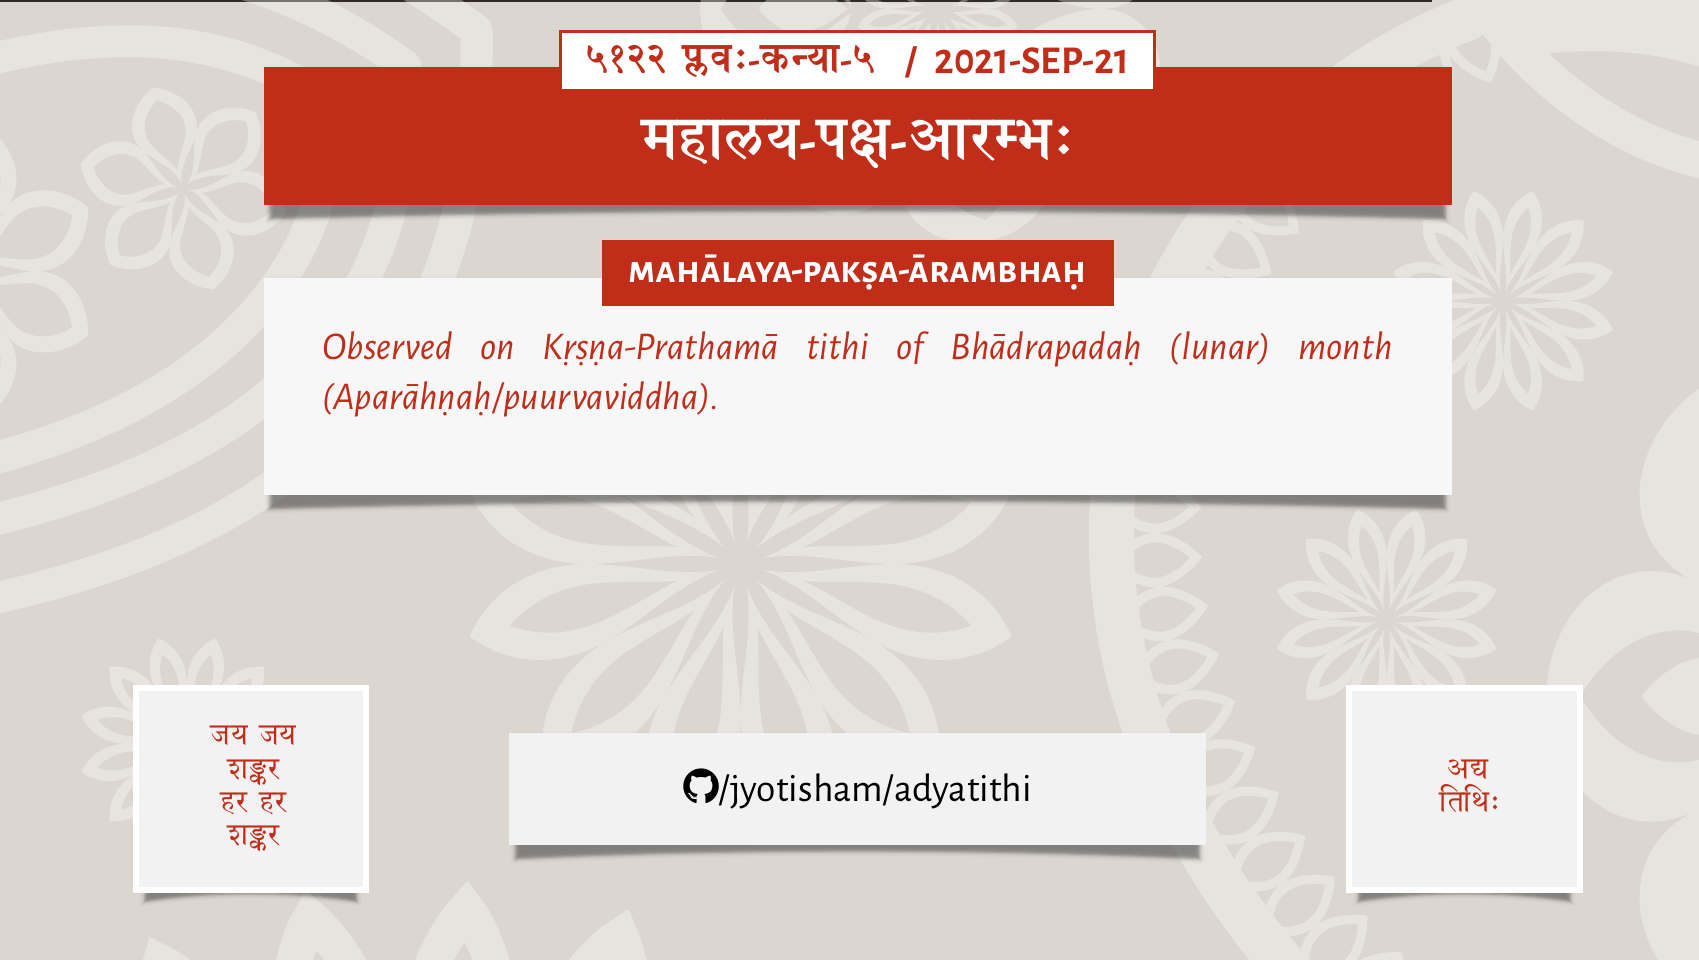 ५१२२ प्लवः-कन्या-५ / 2021-SEP-21
महालय-पक्ष-आरम्भः
MAHĀLAYA-PAKṢA-ĀRAMBHAḤ
Observed on Kṛṣṇa-Prathamā tithi of Bhādrapadaḥ (lunar) month
(Aparāhṇaḥ/puurvaviddha).
जय जय
शङ्कर
हर हर
शङ्कर
/jyotisham/adyatithi
अद्य
तिथिः